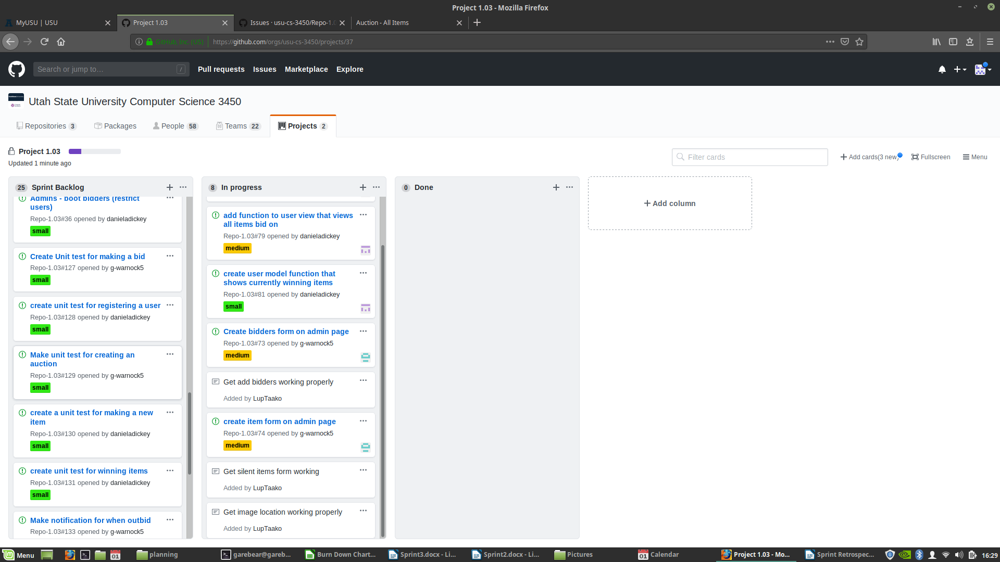 Project 1.03 - Mozilla Firefox
MyUSU | USU
Project 1.03
Issues · usu-cs-3450/Repo-1.0
Auction - All Items
GitHub, Inc. (US)
https://github.com/orgs/usu-cs-3450/projects/37
Search or jump to…
/
Pull requests
Issues
Marketplace
Explore
Utah State University Computer Science 3450
Repositories 3
Packages
People 58
Teams 22
Projects 2
Project 1.03
Updated 1 minute ago
Filter cards
Add cards(3 new)
Fullscreen
Menu
25 Sprint Backlog
Admins - boot bidders (restrict
users)
Repo-1.03#36 opened by danieladickey
small
Create Unit test for making a bid
Repo-1.03#127 opened by g-warnock5
small
create unit test for registering a user
Repo-1.03#128 opened by danieladickey
small
Make unit test for creating an
auction
Repo-1.03#129 opened by g-warnock5
small
create a unit test for making a new
item
Repo-1.03#130 opened by danieladickey
small
create unit test for winning items
Repo-1.03#131 opened by danieladickey
small
Make notification for when outbid
Repo-1.03#133 opened by g-warnock5
8 In progress
add function to user view that views
all items bid on
Repo-1.03#79 opened by danieladickey
medium
create user model function that
shows currently winning items
Repo-1.03#81 opened by danieladickey
small
Create bidders form on admin page
Repo-1.03#73 opened by g-warnock5
medium
Get add bidders working properly
Added by LupTaako
create item form on admin page
Repo-1.03#74 opened by g-warnock5
medium
Get silent items form working
Added by LupTaako
Get image location working properly
Added by LupTaako
0 Done
Add column
Menu
01
planning
garebear@gareb...
Burn Down Chart...
Sprint3.docx - Li...
Sprint2.docx - Li...
Pictures
01 Calendar
Project 1.03 - Mo...
Sprint Retrospec...
16:29